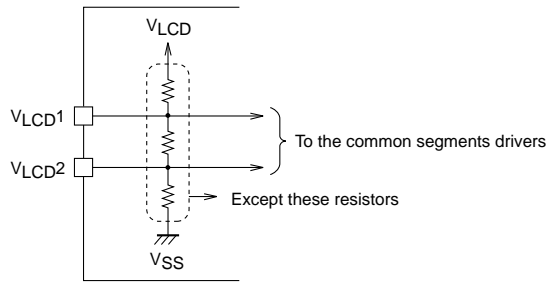 VLCD
VLCD1
To the common segments drivers
VLCD2
Except these resistors
VSS